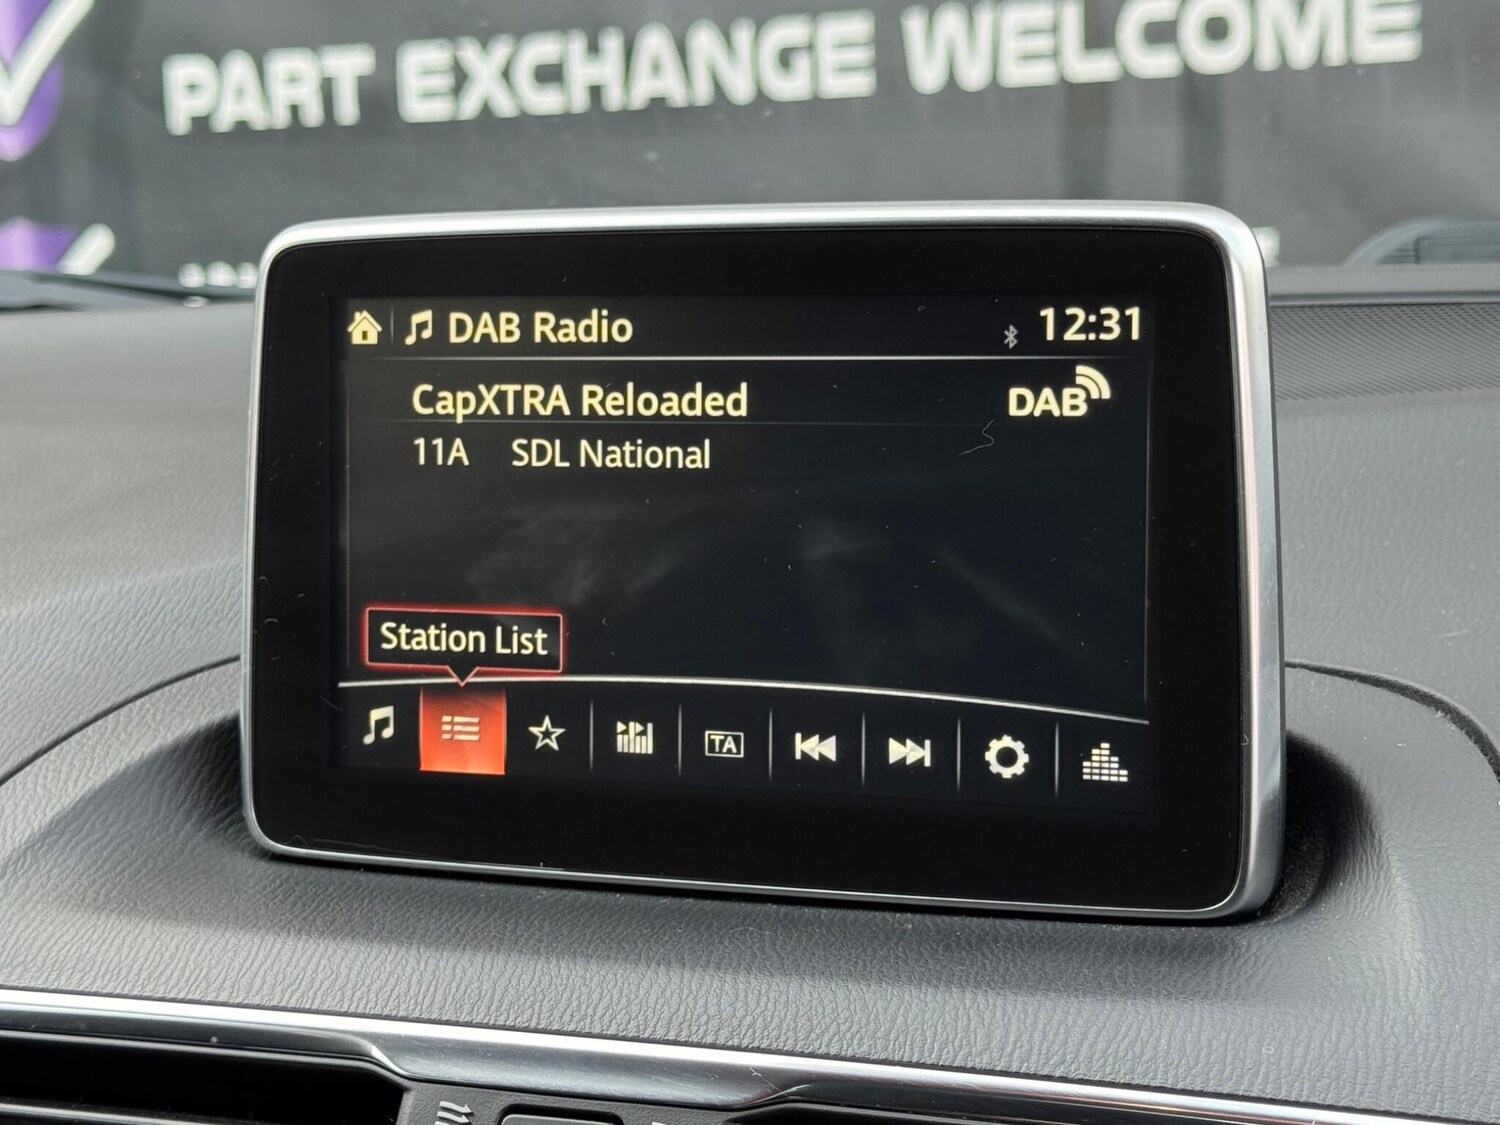 PART EXCHANGE WELCOME
DAB Radio
12:31
CapXTRA Reloaded
DAB
11A SDL National
Station List
TA